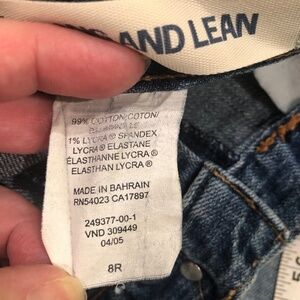 AND LEAN
99% COTTON/COTON/
1% LYCRA® SPANDEX
LYCRA® ELASTANE
ÉLASTHANNE LYCRA®
ELASTHAN LYCRA®
MADE IN BAHRAIN
RN54023 CA17897
249377-00-1
VND 309449
04/05
8R